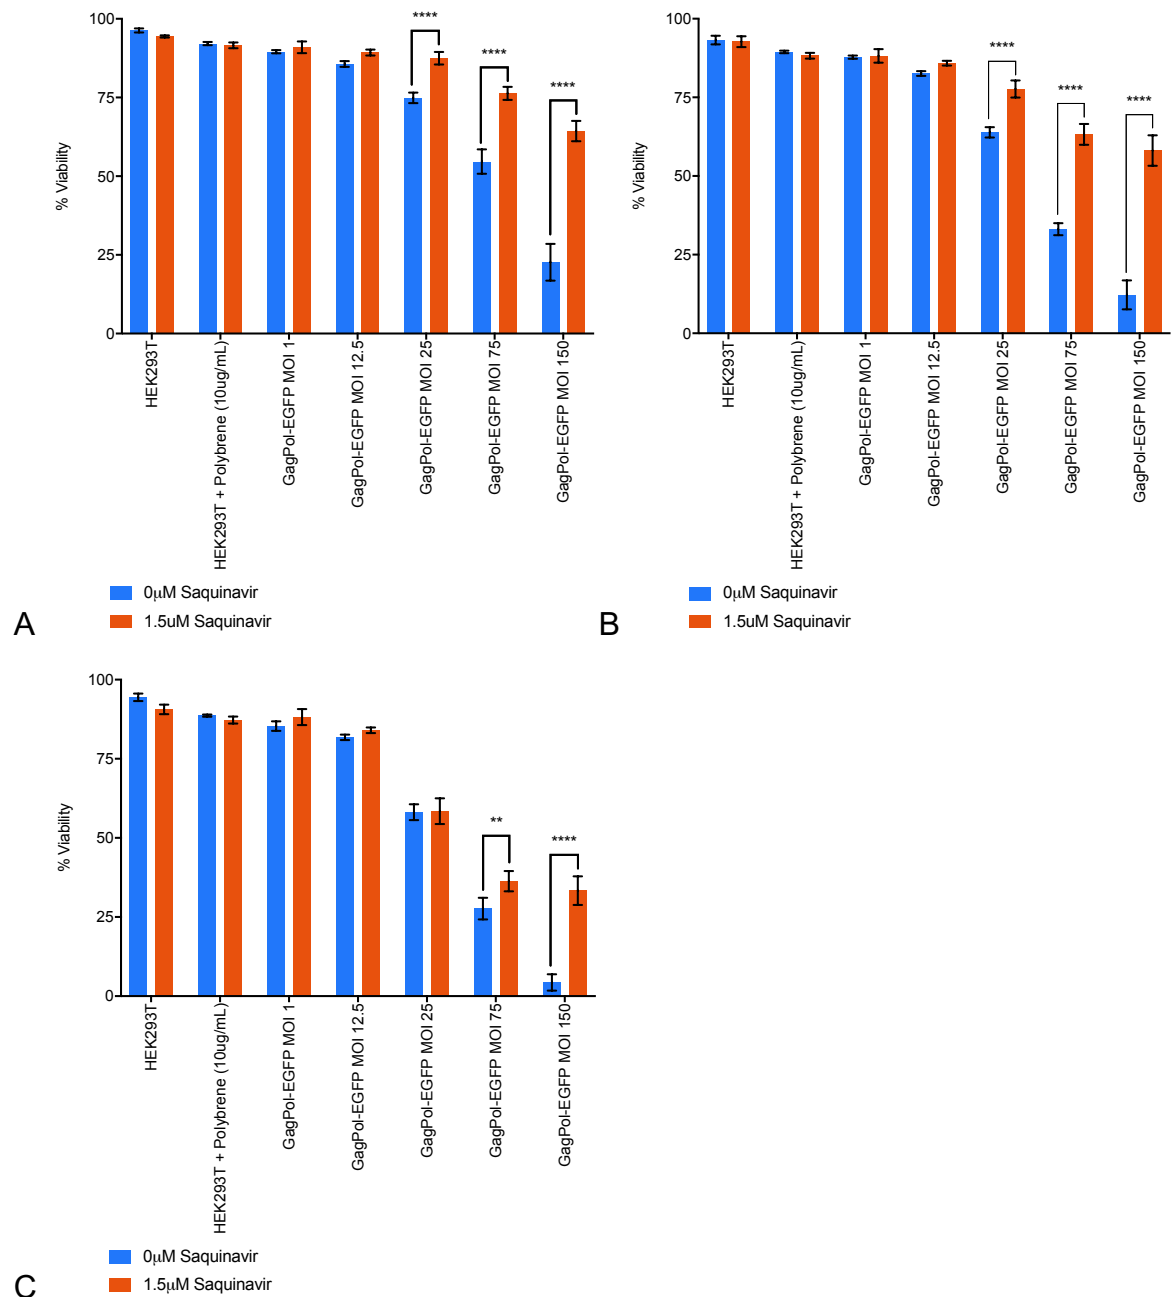 100
75
50
25
0
% Viability
****
****
****
HEK293T
HEK293T + Polybrene (10ug/mL)
GagPol-EGFP MOI 1
GagPol-EGFP MOI 12.5
GagPol-EGFP MOI 25
GagPol-EGFP MOI 75
GagPol-EGFP MOI 150
0μM Saquinavir
1.5uM Saquinavir
A
100
75
50
25
0
% Viability
****
****
****
HEK293T
HEK293T + Polybrene (10ug/mL)
GagPol-EGFP MOI 1
GagPol-EGFP MOI 12.5
GagPol-EGFP MOI 25
GagPol-EGFP MOI 75
GagPol-EGFP MOI 150
0μM Saquinavir
1.5uM Saquinavir
B
100
75
50
25
0
% Viability
**
****
HEK293T
HEK293T + Polybrene (10ug/mL)
GagPol-EGFP MOI 1
GagPol-EGFP MOI 12.5
GagPol-EGFP MOI 25
GagPol-EGFP MOI 75
GagPol-EGFP MOI 150
0μM Saquinavir
1.5μM Saquinavir
C